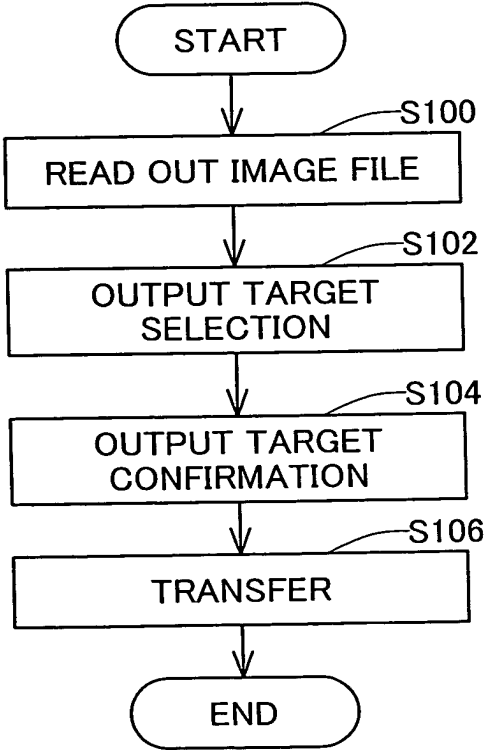 START
S100
READ OUT IMAGE FILE
S102
OUTPUT TARGET
SELECTION
S104
OUTPUT TARGET
CONFIRMATION
S106
TRANSFER
END